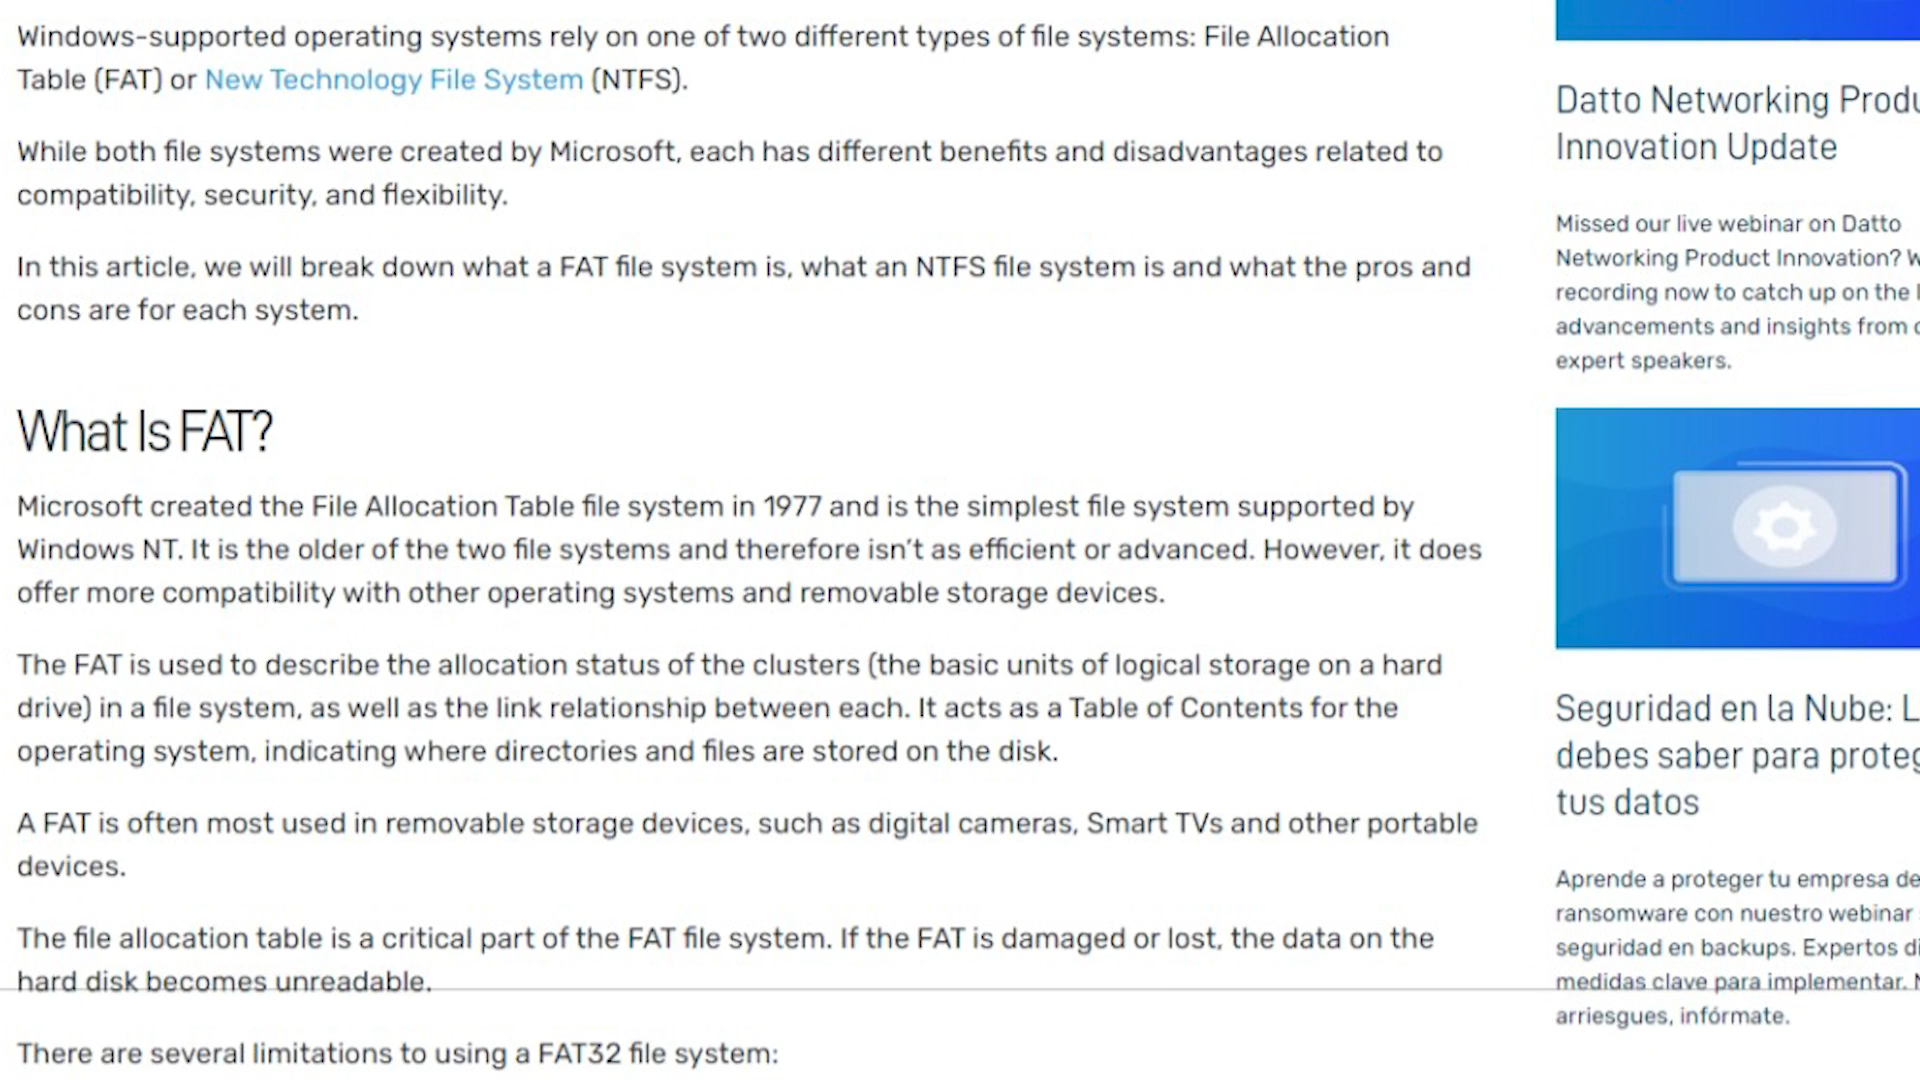 Windows-supported operating systems rely on one of two different types of file systems: File Allocation
Table (FAT) or New Technology File System (NTFS).
While both file systems were created by Microsoft, each has different benefits and disadvantages related to
compatibility, security, and flexibility.
In this article, we will break down what a FAT file system is, what an NTFS file system is and what the pros and
cons are for each system.
What Is FAT?
Microsoft created the File Allocation Table file system in 1977 and is the simplest file system supported by
Windows NT. It is the older of the two file systems and therefore isn't as efficient or advanced. However, it does
offer more compatibility with other operating systems and removable storage devices.
The FAT is used to describe the allocation status of the clusters (the basic units of logical storage on a hard
drive) in a file system, as well as the link relationship between each. It acts as a Table of Contents for the
operating system, indicating where directories and files are stored on the disk.
A FAT is often most used in removable storage devices, such as digital cameras, Smart TVs and other portable
devices.
The file allocation table is a critical part of the FAT file system. If the FAT is damaged or lost, the data on the
hard disk becomes unreadable.
There are several limitations to using a FAT32 file system:
Datto Networking
Innovation Update
Missed our live webinar on Datto
Networking Product Innovation?
recording now to catch up on the
advancements and insights from
expert speakers.
Seguridad en la Nube:
debes saber para
tus datos
Aprende a proteger tu empresa de
ransomware con nuestro webinar
seguridad en backups. Expertos
medidas clave para implementar.
arriesgues, infórmate.